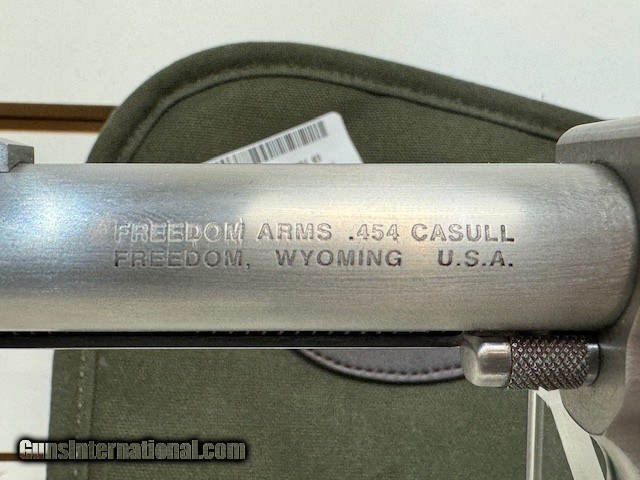 FREEDOM ARMS .454 CASULL
FREEDOM, WYOMING U.S.A.
GunsInternational.com